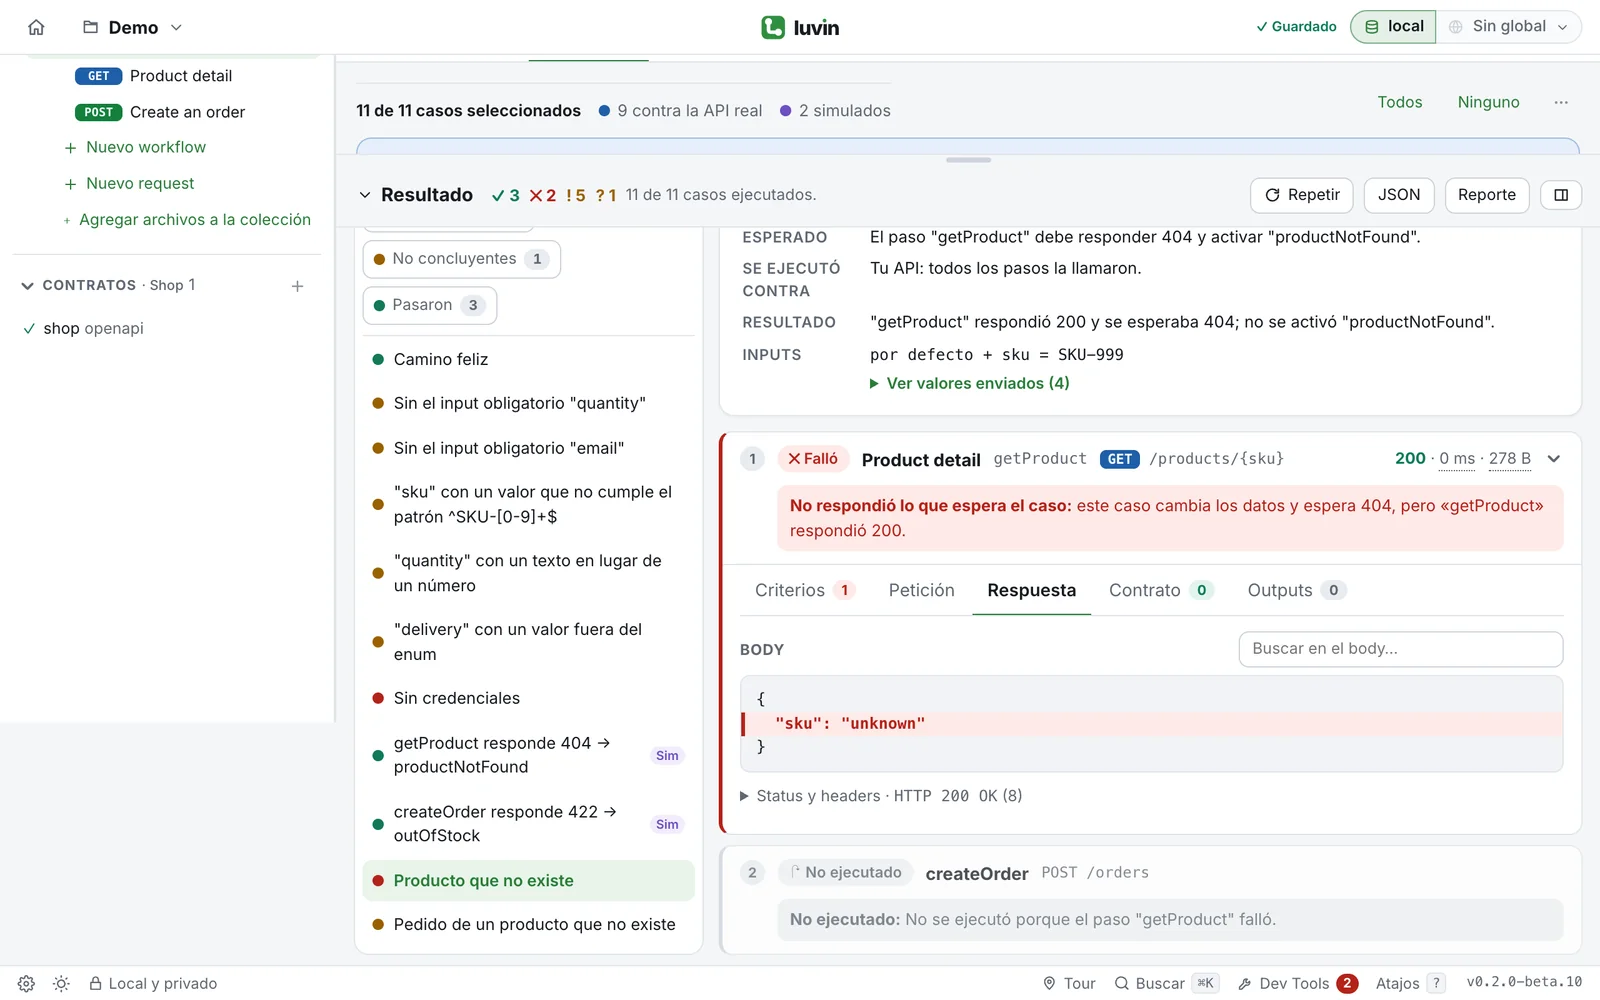 Demo
luvin
Guardado
local
Sin global
GET Product detail
POST Create an order
+ Nuevo workflow
+ Nuevo request
+ Agregar archivos a la colección
CONTRATOS · Shop 1
+
shop openapi
11 de 11 casos seleccionados
9 contra la API real
2 simulados
Todos
Ninguno
···
Resultado
✓ 3 ✕ 2 ! 5 ? 1
11 de 11 casos ejecutados.
Repetir
JSON
Reporte
No concluyentes 1
Pasaron 3
Camino feliz
Sin el input obligatorio "quantity"
Sin el input obligatorio "email"
"sku" con un valor que no cumple el
patrón ^SKU-[0-9]+$
"quantity" con un texto en lugar de
un número
"delivery" con un valor fuera del
enum
Sin credenciales
getProduct responde 404 →
productNotFound
Sim
createOrder responde 422 →
outOfStock
Sim
Producto que no existe
Pedido de un producto que no existe
ESPERADO
El paso "getProduct" debe responder 404 y activar "productNotFound".
SE EJECUTÓ
CONTRA
Tu API: todos los pasos la llamaron.
RESULTADO
"getProduct" respondió 200 y se esperaba 404; no se activó "productNotFound".
INPUTS
por defecto + sku = SKU-999
Ver valores enviados (4)
1
✕ Falló
Product detail getProduct GET /products/{sku}
200 · 0 ms · 278 B
No respondió lo que espera el caso: este caso cambia los datos y espera 404, pero «getProduct»
respondió 200.
Criterios 1
Petición
Respuesta
Contrato 0
Outputs 0
BODY
Buscar en el body...
{
"sku": "unknown"
}
Status y headers · HTTP 200 OK (8)
2
No ejecutado
createOrder POST /orders
No ejecutado: No se ejecutó porque el paso "getProduct" falló.
Local y privado
Tour
Buscar ⌘K
Dev Tools 2
Atajos ?
v0.2.0-beta.10